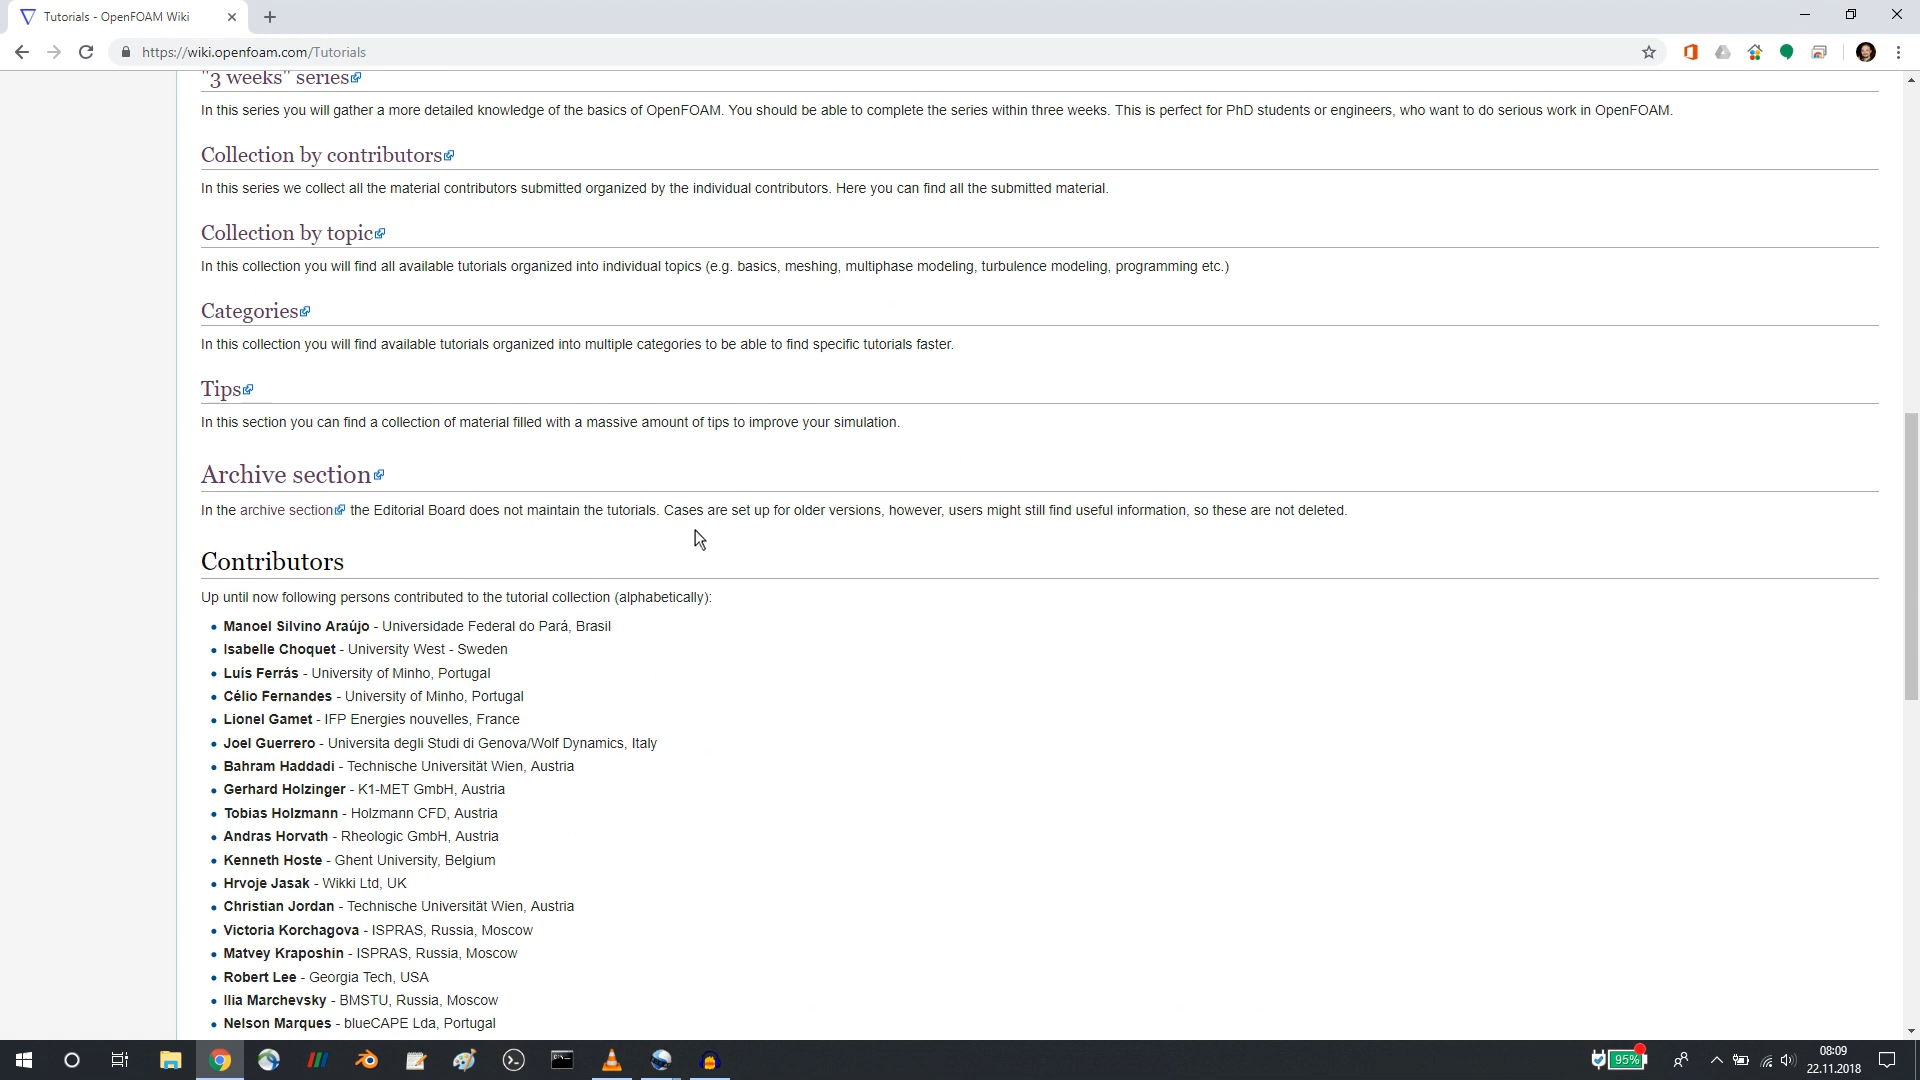 Tutorials - OpenFOAM Wiki
https://wiki.openfoam.com/Tutorials
"3 weeks" series
In this series you will gather a more detailed knowledge of the basics of OpenFOAM. You should be able to complete the series within three weeks. This is perfect for PhD students or engineers, who want to do serious work in OpenFOAM.
Collection by contributors
In this series we collect all the material contributors submitted organized by the individual contributors. Here you can find all the submitted material.
Collection by topic
In this collection you will find all available tutorials organized into individual topics (e.g. basics, meshing, multiphase modeling, turbulence modeling, programming etc.)
Categories
In this collection you will find available tutorials organized into multiple categories to be able to find specific tutorials faster.
Tips
In this section you can find a collection of material filled with a massive amount of tips to improve your simulation.
Archive section
In the archive section the Editorial Board does not maintain the tutorials. Cases are set up for older versions, however, users might still find useful information, so these are not deleted.
Contributors
Up until now following persons contributed to the tutorial collection (alphabetically):
Manoel Silvino Araújo - Universidade Federal do Pará, Brasil
Isabelle Choquet - University West - Sweden
Luís Ferrás - University of Minho, Portugal
Célio Fernandes - University of Minho, Portugal
Lionel Gamet - IFP Energies nouvelles, France
Joel Guerrero - Universita degli Studi di Genova/Wolf Dynamics, Italy
Bahram Haddadi - Technische Universität Wien, Austria
Gerhard Holzinger - K1-MET GmbH, Austria
Tobias Holzmann - Holzmann CFD, Austria
Andras Horvath - Rheologic GmbH, Austria
Kenneth Hoste - Ghent University, Belgium
Hrvoje Jasak - Wikki Ltd, UK
Christian Jordan - Technische Universität Wien, Austria
Victoria Korchagova - ISPRAS, Russia, Moscow
Matvey Kraposhin - ISPRAS, Russia, Moscow
Robert Lee - Georgia Tech, USA
Ilia Marchevsky - BMSTU, Russia, Moscow
Nelson Marques - blueCAPE Lda, Portugal
95%
08:09
22.11.2018